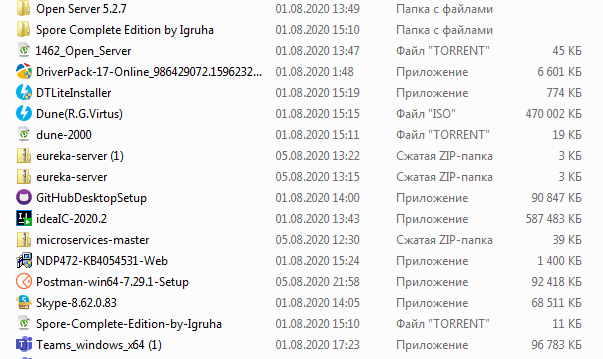 Open Server 5.2.7 01.08.2020 13:49 Папка с файлами
Spore Complete Edition by Igruha 01.08.2020 15:10 Папка с файлами
1462_Open_Server 01.08.2020 13:47 Файл "TORRENT" 45 КБ
DriverPack-17-Online_986429072.1596232... 01.08.2020 1:48 Приложение 6 601 КБ
DTLiteInstaller 01.08.2020 15:19 Приложение 774 КБ
Dune(R.G.Virtus) 01.08.2020 15:15 Файл "ISO" 470 002 КБ
dune-2000 01.08.2020 15:11 Файл "TORRENT" 19 КБ
eureka-server (1) 05.08.2020 13:22 Сжатая ZIP-папка 3 КБ
eureka-server 05.08.2020 13:15 Сжатая ZIP-папка 3 КБ
GitHubDesktopSetup 01.08.2020 14:00 Приложение 90 847 КБ
ideaIC-2020.2 01.08.2020 13:43 Приложение 587 483 КБ
microservices-master 05.08.2020 12:30 Сжатая ZIP-папка 39 КБ
NDP472-KB4054531-Web 01.08.2020 15:24 Приложение 1 400 КБ
Postman-win64-7.29.1-Setup 05.08.2020 21:58 Приложение 92 418 КБ
Skype-8.62.0.83 01.08.2020 14:05 Приложение 68 511 КБ
Spore-Complete-Edition-by-Igruha 01.08.2020 15:10 Файл "TORRENT" 11 КБ
Teams_windows_x64 (1) 01.08.2020 17:23 Приложение 96 783 КБ